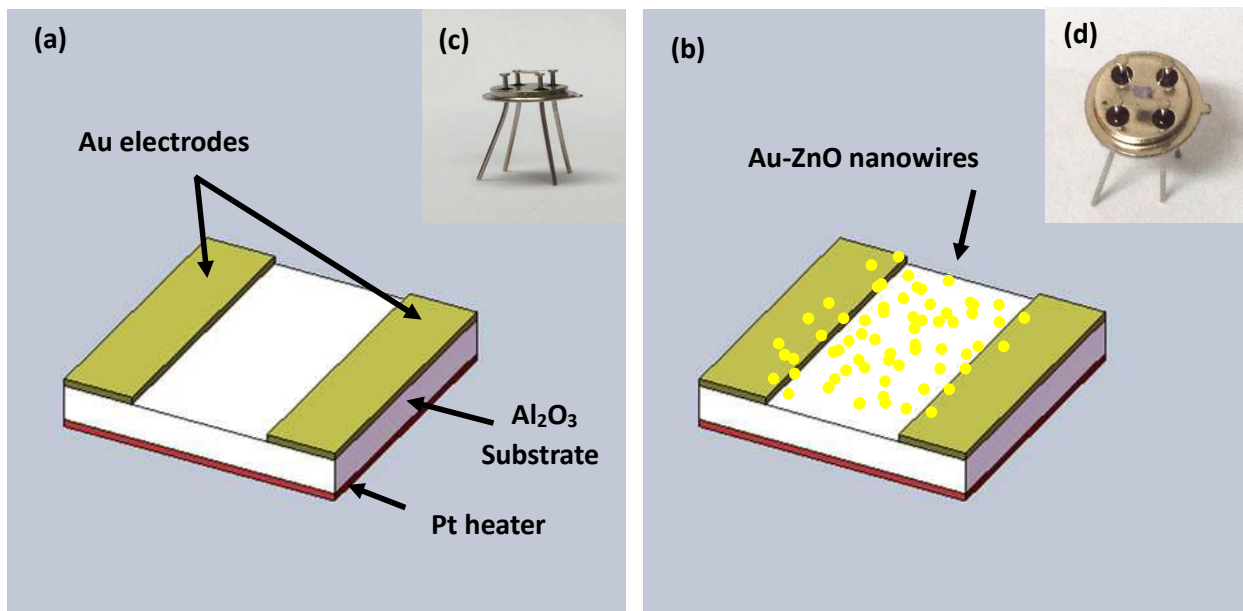 (a)
(c)
Au electrodes
Al₂O₃
Substrate
Pt heater
(b)
(d)
Au-ZnO nanowires